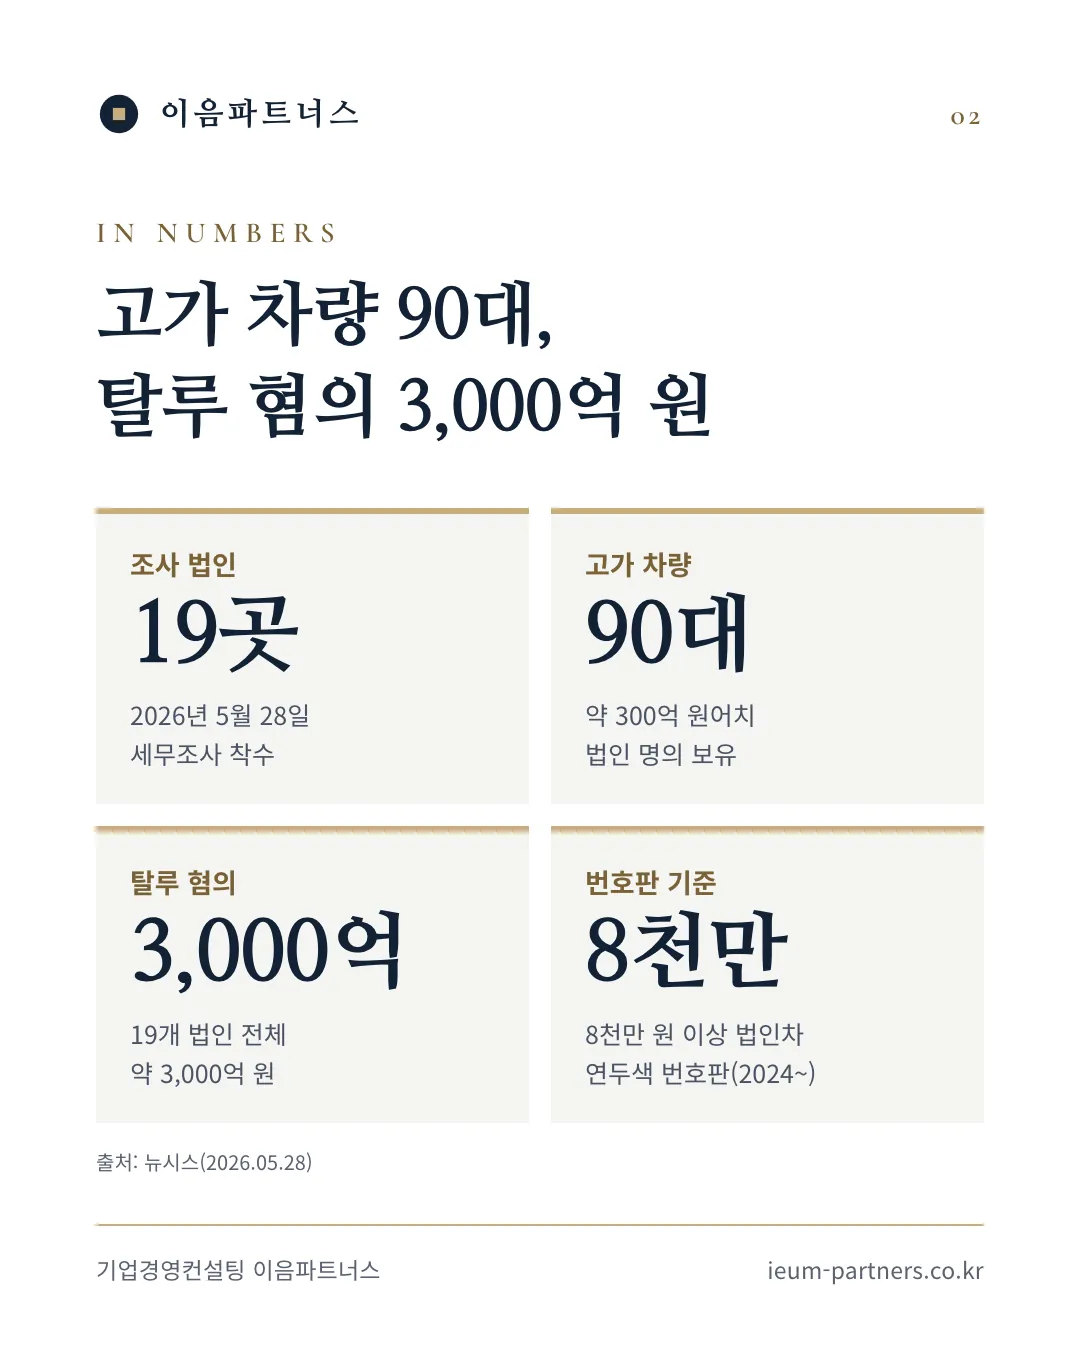 이음파트너스
02
IN NUMBERS
고가 차량 90대,
탈루 혐의 3,000억 원
조사 법인
19곳
2026년 5월 28일
세무조사 착수
고가 차량
90대
약 300억 원어치
법인 명의 보유
탈루 혐의
3,000억
19개 법인 전체
약 3,000억 원
번호판 기준
8천만
8천만 원 이상 법인차
연두색 번호판(2024~)
출처: 뉴시스(2026.05.28)
기업경영컨설팅 이음파트너스
ieum-partners.co.kr